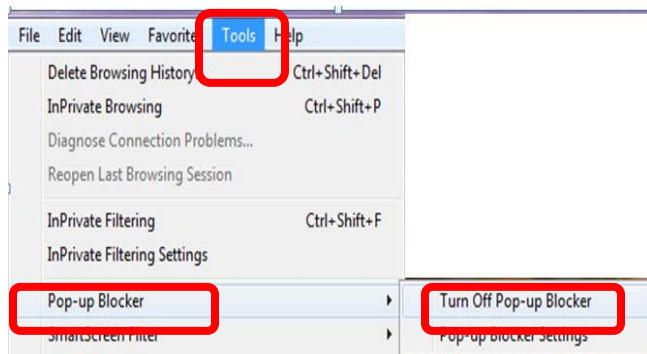 File Edit View Favorites Tools Help
Delete Browsing History Ctrl+Shift+Del
InPrivate Browsing Ctrl+Shift+P
Diagnose Connection Problems...
Reopen Last Browsing Session
InPrivate Filtering Ctrl+Shift+F
InPrivate Filtering Settings
Pop-up Blocker Turn Off Pop-up Blocker
SmartScreen Filter Pop-up Blocker Settings